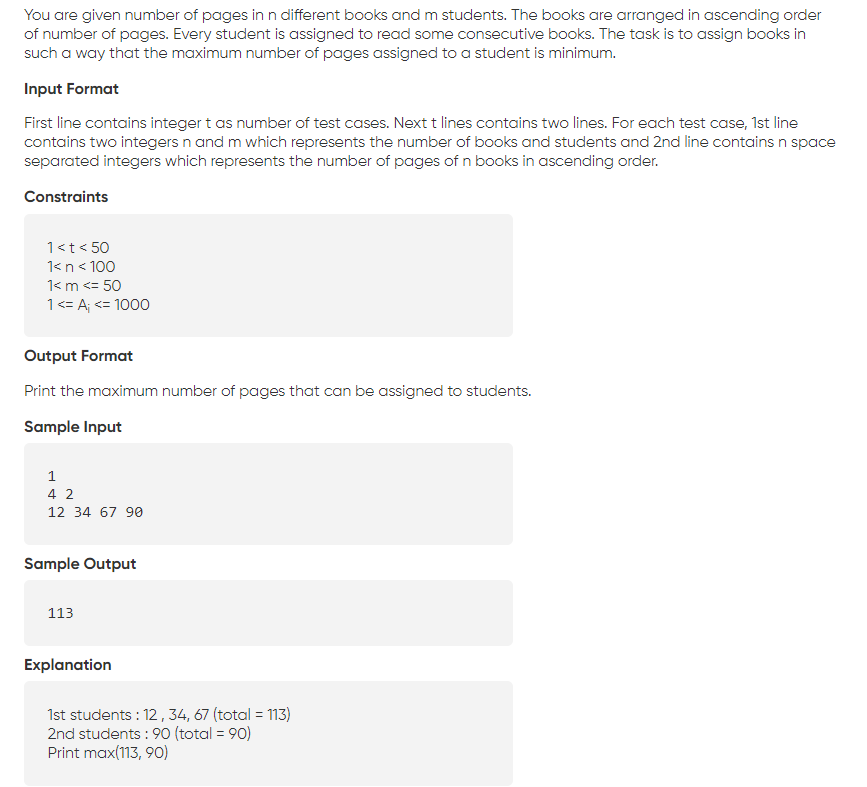 You are given number of pages in n different books and m students. The books are arranged in ascending order
of number of pages. Every student is assigned to read some consecutive books. The task is to assign books in
such a way that the maximum number of pages assigned to a student is minimum.
Input Format
First line contains integer t as number of test cases. Next t lines contains two lines. For each test case, 1st line
contains two integers n and m which represents the number of books and students and 2nd line contains n space
separated integers which represents the number of pages of n books in ascending order.
Constraints
1 < t < 50
1< n < 100
1< m <= 50
1 <= Ai <= 1000
Output Format
Print the maximum number of pages that can be assigned to students.
Sample Input
1
4 2
12 34 67 90
Sample Output
113
Explanation
1st students : 12 , 34, 67 (total = 113)
2nd students : 90 (total = 90)
Print max(113, 90)